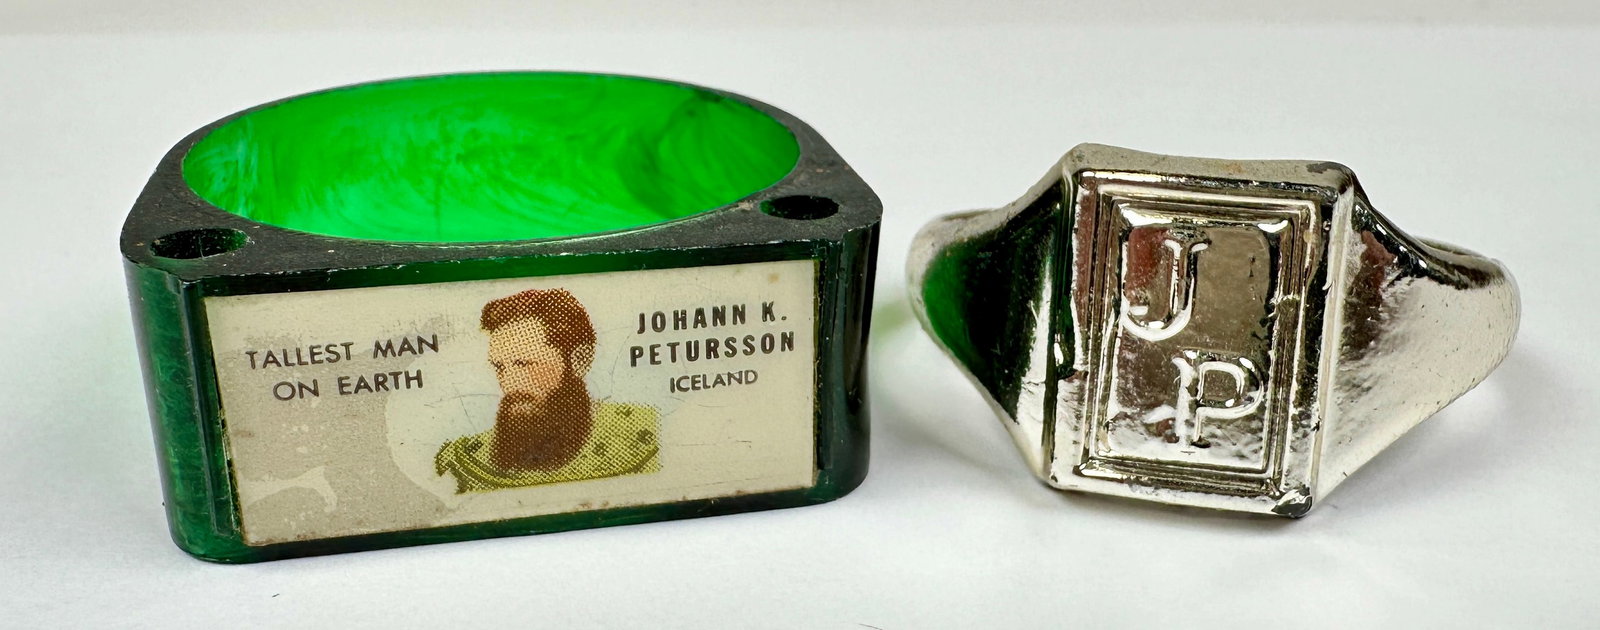 TALLEST MAN
ON EARTH
JOHANN K.
PETURSSON
ICELAND
J
P